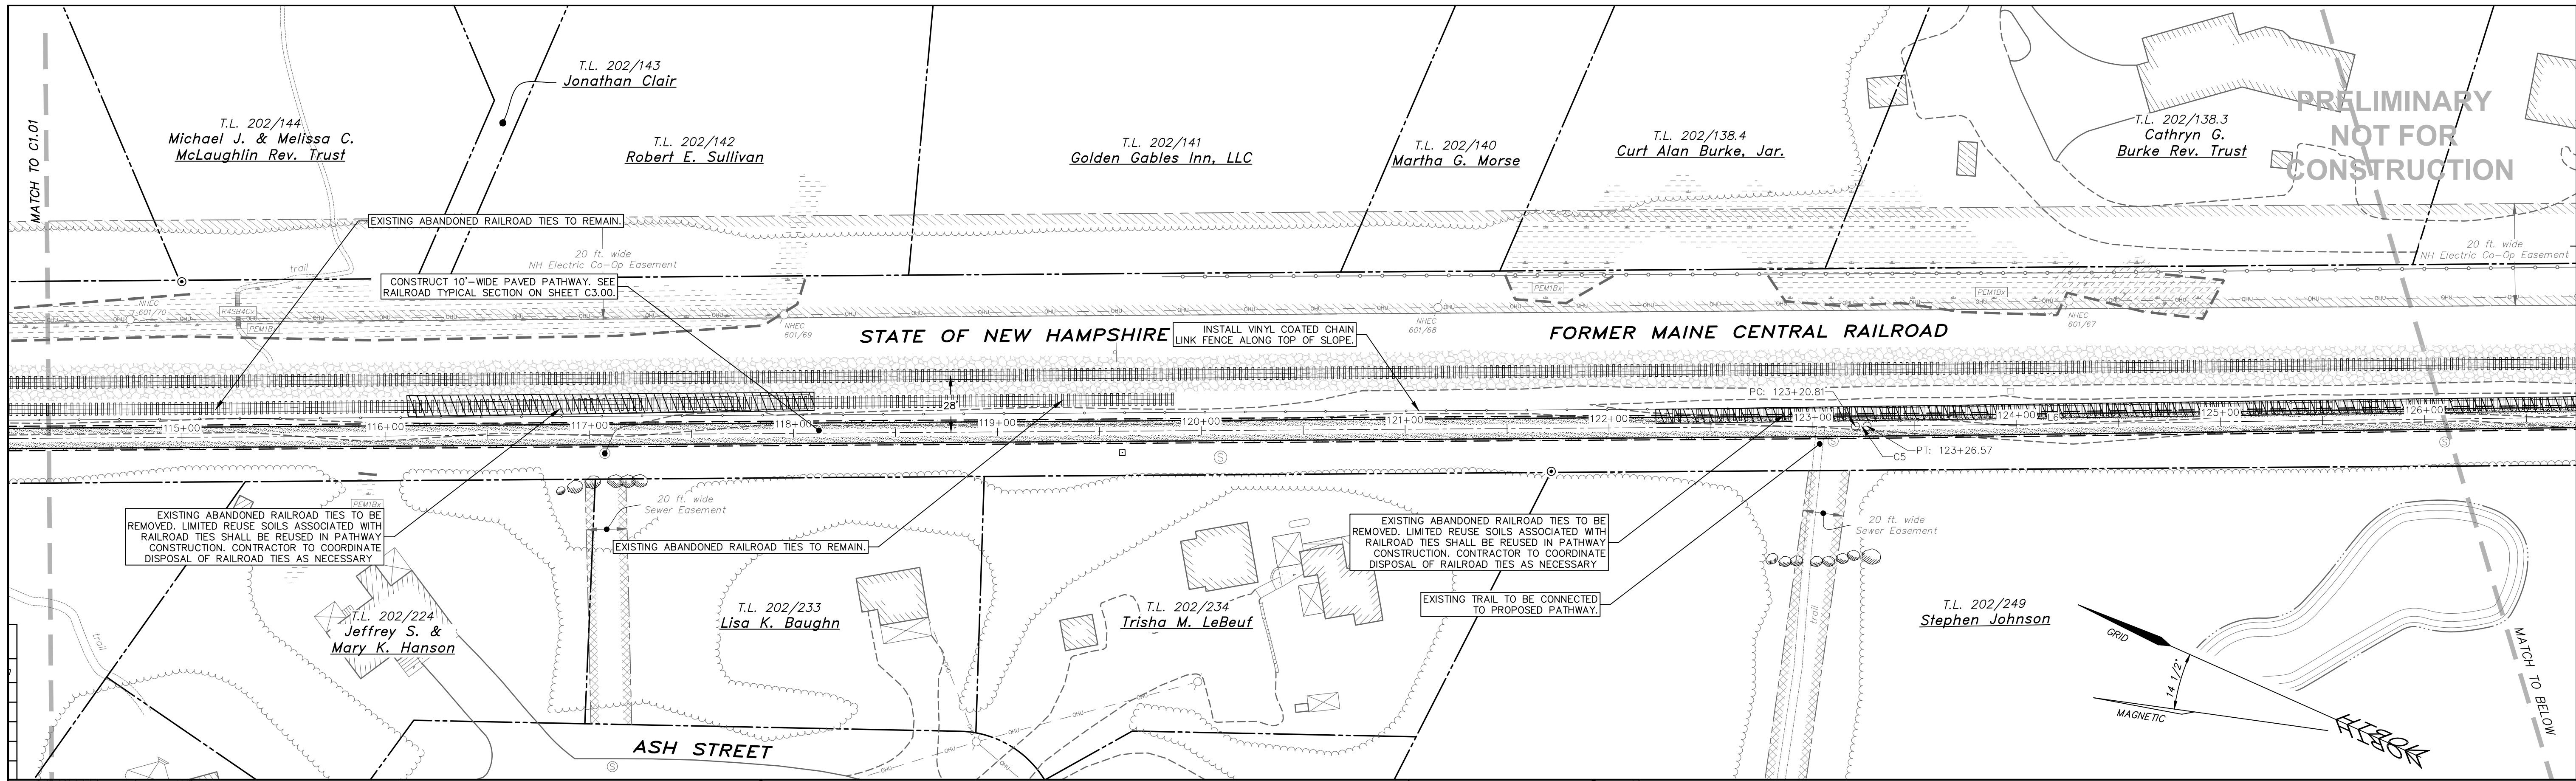 MATCH TO C1.01
T.L. 202/144
Michael J. & Melissa C.
McLaughlin Rev. Trust
T.L. 202/143
Jonathan Clair
T.L. 202/142
Robert E. Sullivan
T.L. 202/141
Golden Gables Inn, LLC
T.L. 202/140
Martha G. Morse
T.L. 202/138.4
Curt Alan Burke, Jar.
T.L. 202/138.3
Cathryn G.
Burke Rev. Trust
PRELIMINARY
NOT FOR
CONSTRUCTION
EXISTING ABANDONED RAILROAD TIES TO REMAIN.
20 ft. wide
NH Electric Co-Op Easement
20 ft. wide
NH Electric Co-Op Easement
trail
CONSTRUCT 10'-WIDE PAVED PATHWAY. SEE
RAILROAD TYPICAL SECTION ON SHEET C3.00.
NHEC
601/70
R4SB4Cx
PEM1B
NHEC
601/69
STATE OF NEW HAMPSHIRE
INSTALL VINYL COATED CHAIN
LINK FENCE ALONG TOP OF SLOPE.
NHEC
601/68
PEM1Bx
FORMER MAINE CENTRAL RAILROAD
PEM1Bx
NHEC
601/67
OHU
28'
PC: 123+20.81
115+00
116+00
117+00
118+00
119+00
120+00
121+00
122+00
123+00
124+00
L6
125+00
126+00
PT: 123+26.57
C5
S
S
S
PEM1Bx
EXISTING ABANDONED RAILROAD TIES TO BE
REMOVED. LIMITED REUSE SOILS ASSOCIATED WITH
RAILROAD TIES SHALL BE REUSED IN PATHWAY
CONSTRUCTION. CONTRACTOR TO COORDINATE
DISPOSAL OF RAILROAD TIES AS NECESSARY
20 ft. wide
Sewer Easement
EXISTING ABANDONED RAILROAD TIES TO REMAIN.
EXISTING ABANDONED RAILROAD TIES TO BE
REMOVED. LIMITED REUSE SOILS ASSOCIATED WITH
RAILROAD TIES SHALL BE REUSED IN PATHWAY
CONSTRUCTION. CONTRACTOR TO COORDINATE
DISPOSAL OF RAILROAD TIES AS NECESSARY
20 ft. wide
Sewer Easement
EXISTING TRAIL TO BE CONNECTED
TO PROPOSED PATHWAY.
trail
trail
T.L. 202/224
Jeffrey S. &
Mary K. Hanson
T.L. 202/233
Lisa K. Baughn
T.L. 202/234
Trisha M. LeBeuf
T.L. 202/249
Stephen Johnson
GRID
14 1/2°
MAGNETIC
NORTH
MATCH TO BELOW
ASH STREET
S
OHU